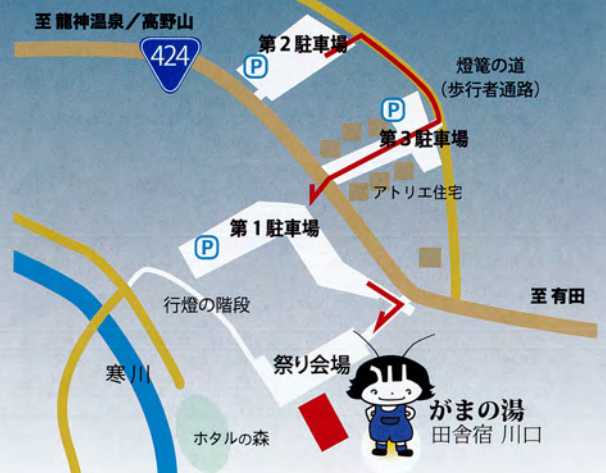 至 龍神温泉／高野山
424
第２駐車場
P
燈篭の道
（歩行者通路）
P
第３駐車場
アトリエ住宅
第１駐車場
P
至 有田
行燈の階段
寒川
祭り会場
がまの湯
田舎宿 川口
ホタルの森